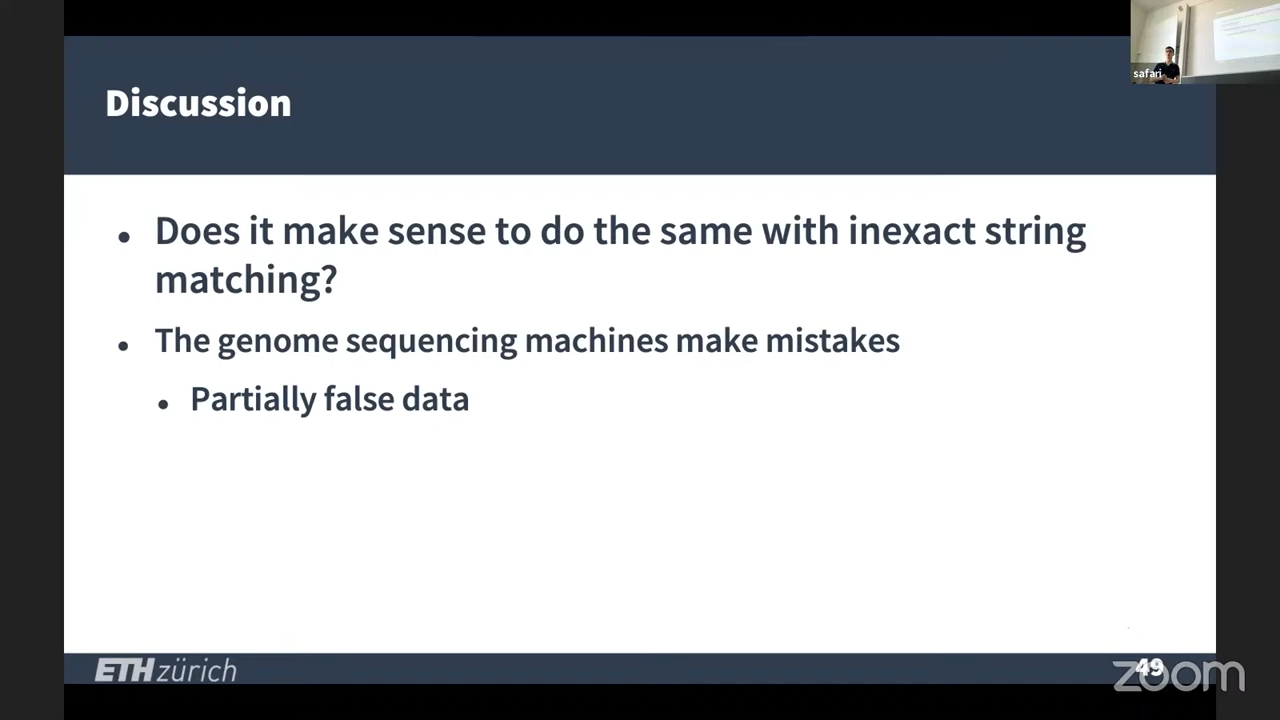 safari
Discussion
Does it make sense to do the same with inexact string
matching?
The genome sequencing machines make mistakes
Partially false data
ETH zürich
49
zoom